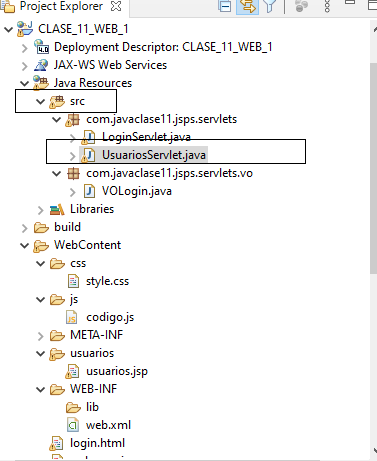 Project Explorer
CLASE_11_WEB_1
Deployment Descriptor: CLASE_11_WEB_1
JAX-WS Web Services
Java Resources
src
com.javaclase11.jsps.servlets
LoginServlet.java
UsuariosServlet.java
com.javaclase11.jsps.servlets.vo
VOLogin.java
Libraries
build
WebContent
css
style.css
js
codigo.js
META-INF
usuarios
usuarios.jsp
WEB-INF
lib
web.xml
login.html